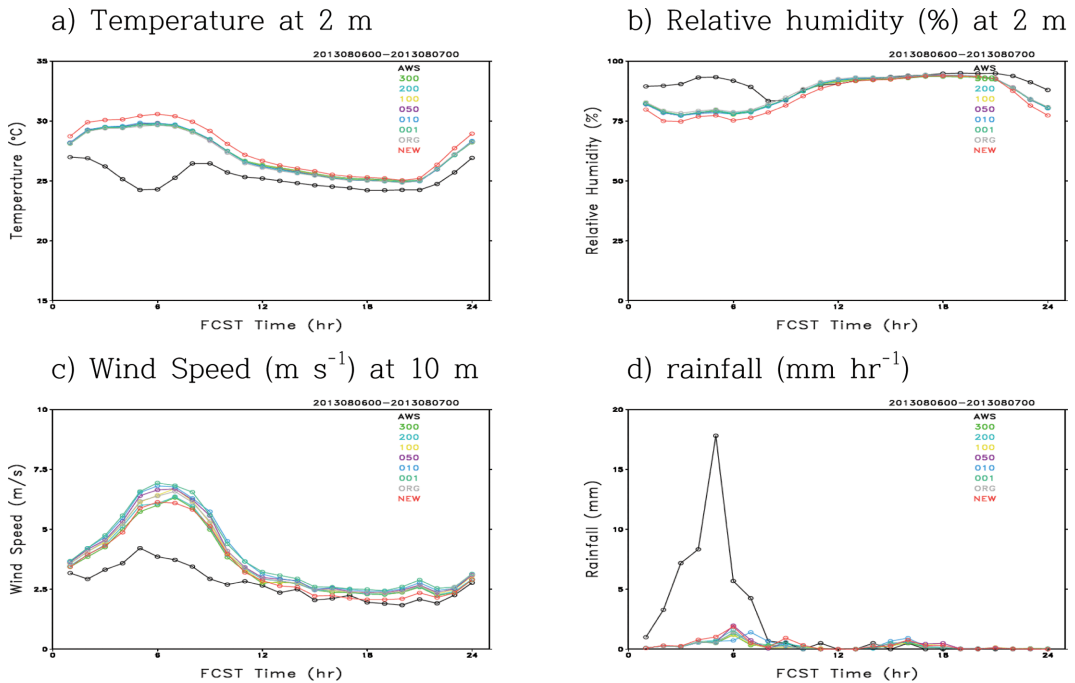 a) Temperature at 2 m
2013080600-2013080700
AWS
300
200
100
050
010
001
ORG
NEW
35
30
25
20
15
Temperature (°C)
0
6
12
18
24
FCST Time (hr)
b) Relative humidity (%) at 2 m
2013080600-2013080700
AWS
300
200
100
050
010
001
ORG
NEW
100
75
50
25
0
Relative Humidity (%)
0
6
12
18
24
FCST Time (hr)
c) Wind Speed (m s⁻¹) at 10 m
2013080600-2013080700
AWS
300
200
100
050
010
001
ORG
NEW
10
7.5
5
2.5
0
Wind Speed (m/s)
0
6
12
18
24
FCST Time (hr)
d) rainfall (mm hr⁻¹)
2013080600-2013080700
AWS
300
200
100
050
010
001
ORG
NEW
20
15
10
5
0
Rainfall (mm)
0
6
12
18
24
FCST Time (hr)